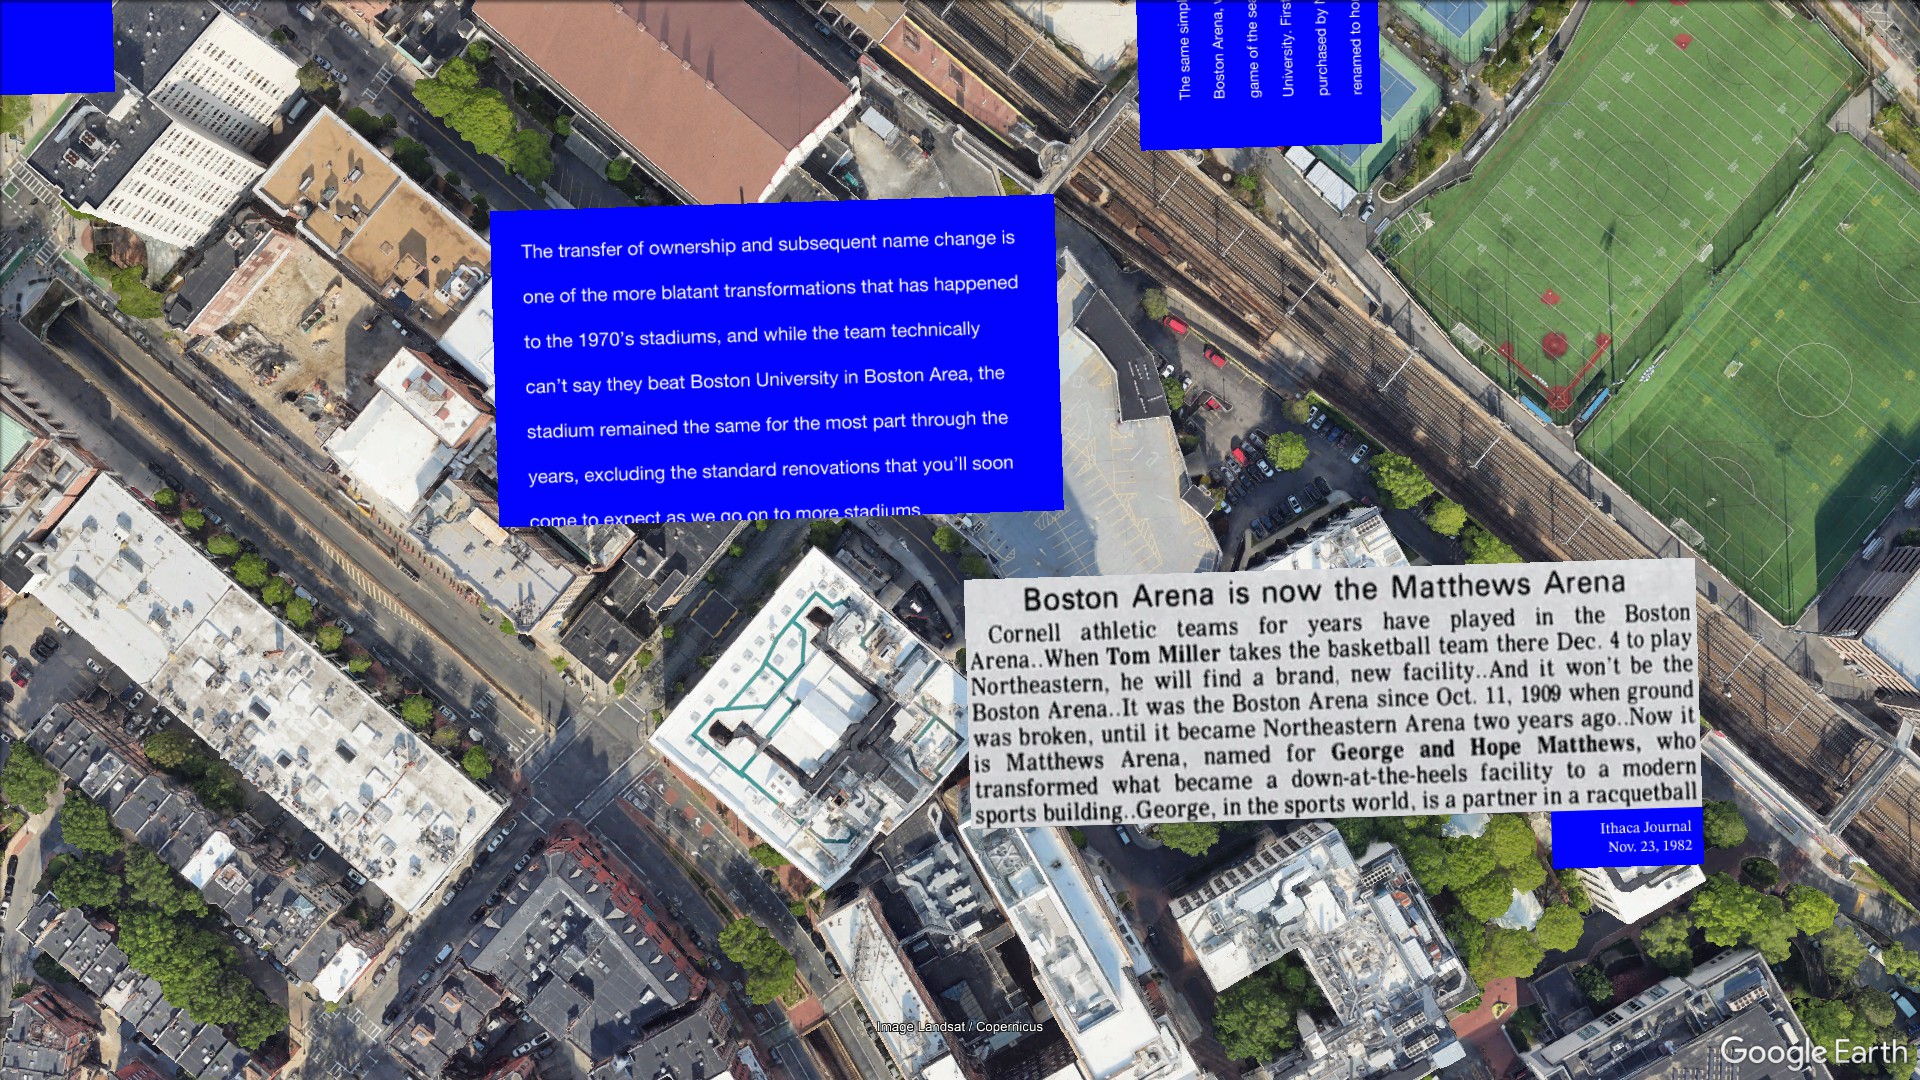 The same simpl
Boston Arena,
game of the se
University. First
purchased by
renamed to ho
The transfer of ownership and subsequent name change is
one of the more blatant transformations that has happened
to the 1970's stadiums, and while the team technically
can't say they beat Boston University in Boston Area, the
stadium remained the same for the most part through the
years, excluding the standard renovations that you'll soon
come to expect as we go on to more stadiums
Boston Arena is now the Matthews Arena
Cornell athletic teams for years have played in the Boston
Arena..When Tom Miller takes the basketball team there Dec. 4 to play
Northeastern, he will find a brand, new facility..And it won't be the
Boston Arena..It was the Boston Arena since Oct. 11, 1909 when ground
was broken, until it became Northeastern Arena two years ago..Now it
is Matthews Arena, named for George and Hope Matthews, who
transformed what became a down-at-the-heels facility to a modern
sports building..George, in the sports world, is a partner in a racquetball
Ithaca Journal
Nov. 23, 1982
Image Landsat / Copernicus
Google Earth